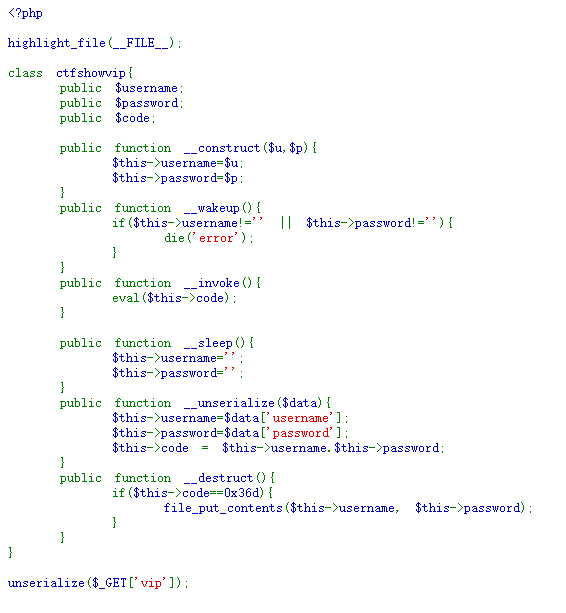 <?php
highlight_file(__FILE__);
class ctfshowvip{
public $username;
public $password;
public $code;
public function __construct($u,$p){
$this->username=$u;
$this->password=$p;
}
public function __wakeup(){
if($this->username!='' || $this->password!=''){
die('error');
}
}
public function __invoke(){
eval($this->code);
}
public function __sleep(){
$this->username='';
$this->password='';
}
public function __unserialize($data){
$this->username=$data['username'];
$this->password=$data['password'];
$this->code = $this->username.$this->password;
}
public function __destruct(){
if($this->code==0x36d){
file_put_contents($this->username, $this->password);
}
}
}
unserialize($_GET['vip']);